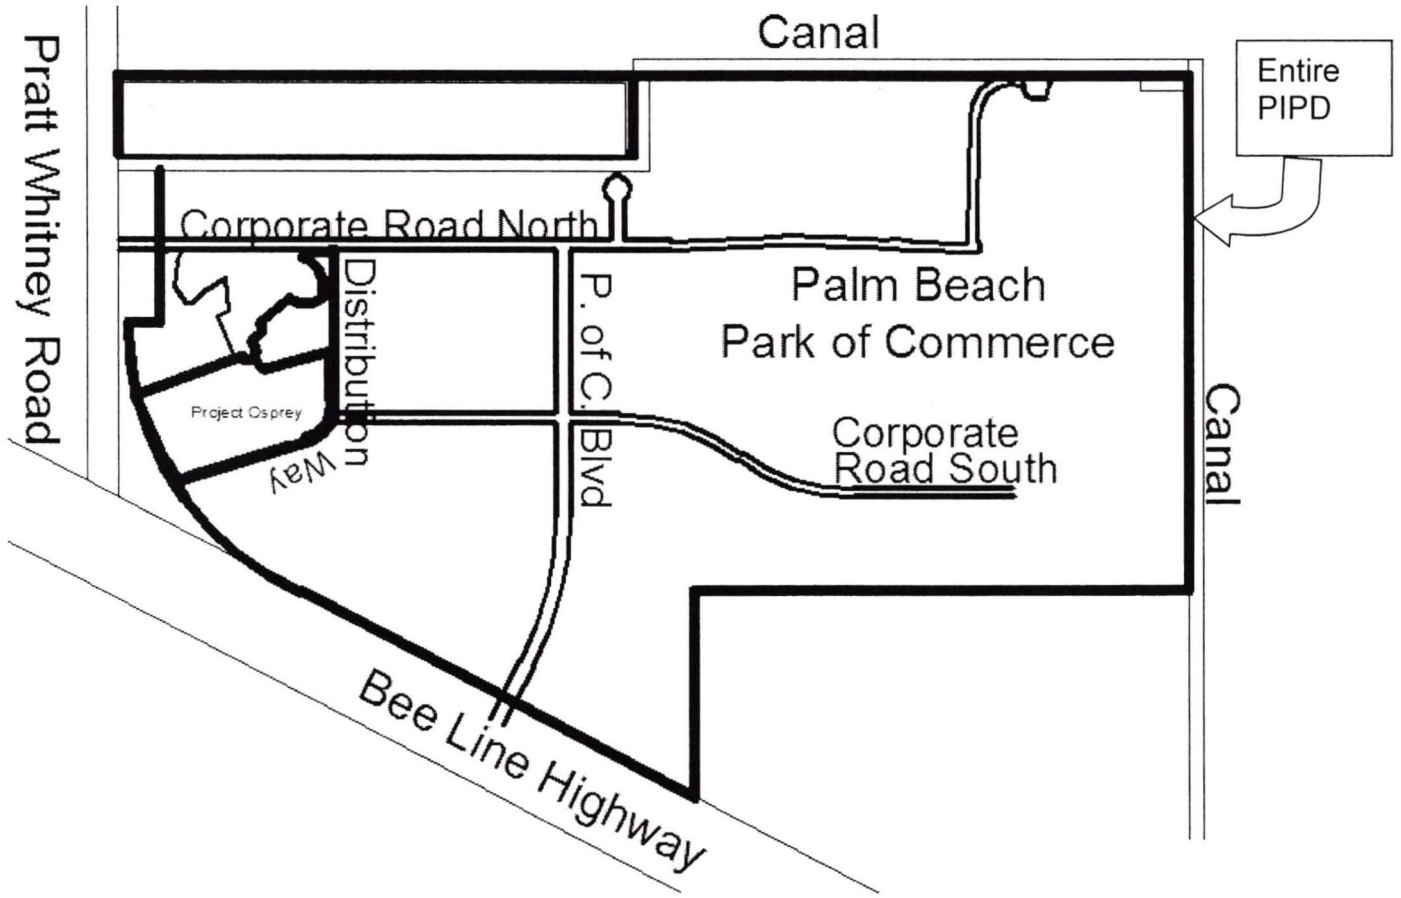 Canal
Entire
PIPD
Pratt Whitney Road
Corporate Road North
Distribution
Way
P. of C. Blvd
Palm Beach
Park of Commerce
Project Osprey
Corporate
Road South
Canal
Bee Line Highway